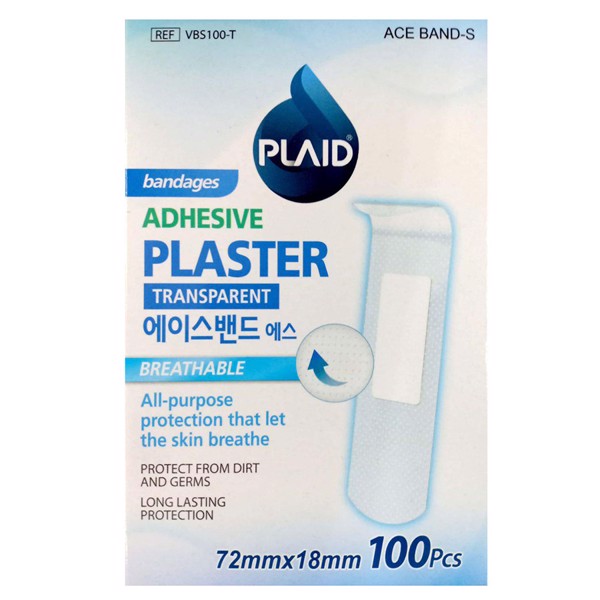 REF VBS100-T
ACE BAND-S
PLAID®
bandages
ADHESIVE
PLASTER
TRANSPARENT
에이스밴드 에스
BREATHABLE
All-purpose
protection that let
the skin breathe
PROTECT FROM DIRT
AND GERMS
LONG LASTING
PROTECTION
72mmx18mm 100Pcs